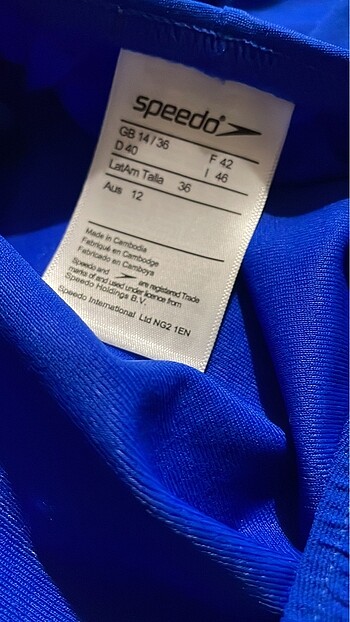 speedo®
GB 14/36 F 42
D 40 I 46
LatAm Talla 36
Aus 12
Made in Cambodia
Fabriqué en Cambodge
Fabricado en Camboya
Speedo and are registered Trade
marks of and used under licence from
Speedo Holdings B.V.
Speedo International Ltd NG2 1EN